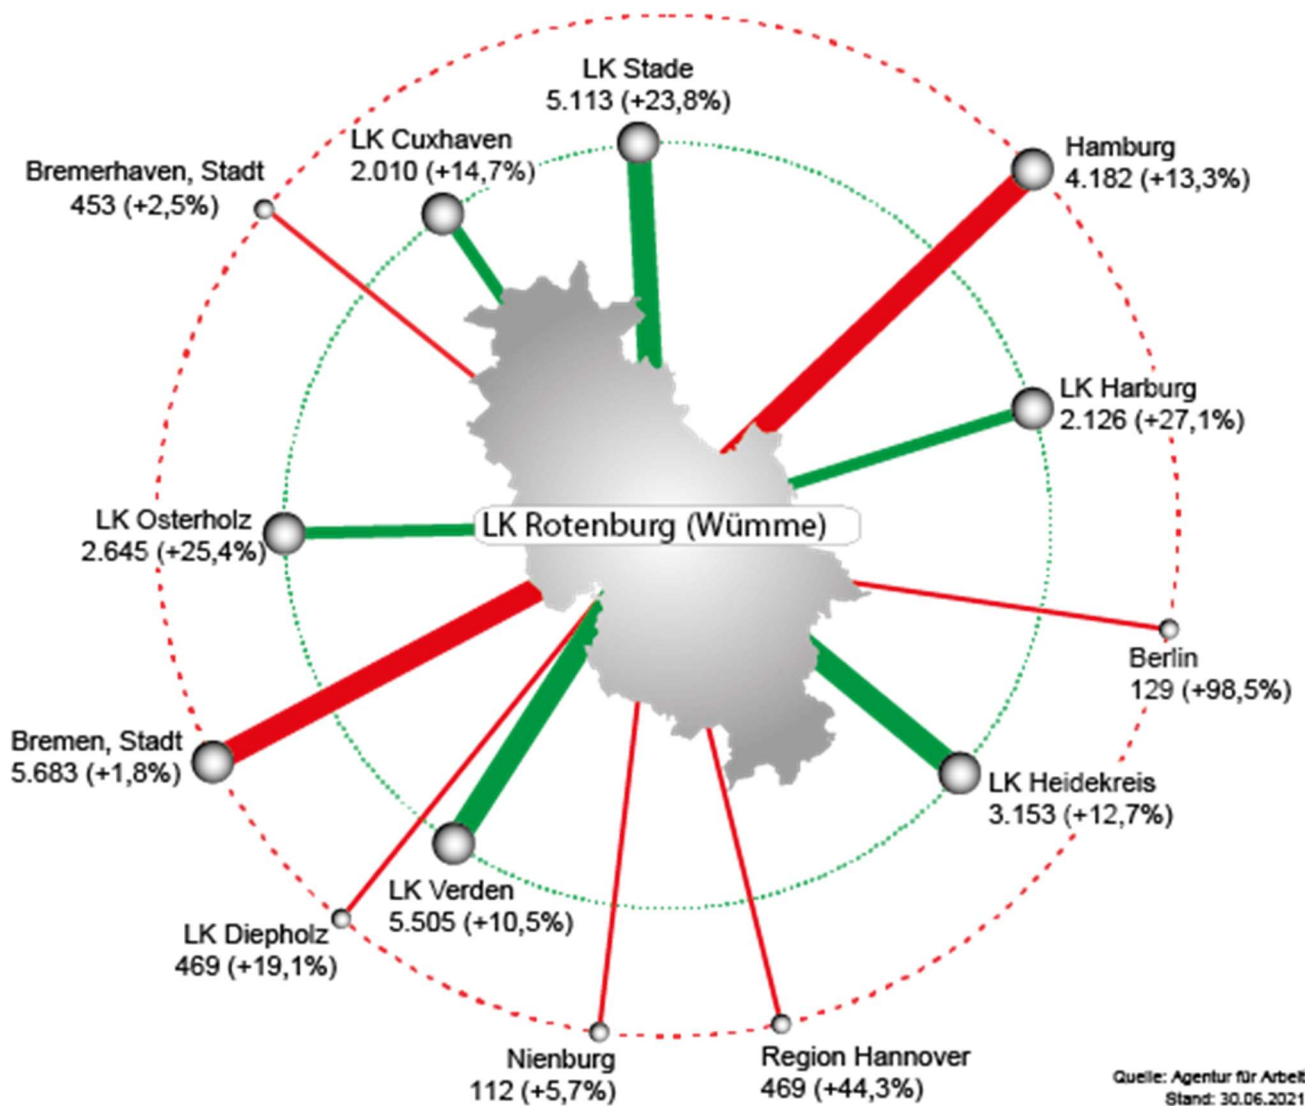 LK Stade
5.113 (+23,8%)
LK Cuxhaven
2.010 (+14,7%)
Hamburg
4.182 (+13,3%)
Bremerhaven, Stadt
453 (+2,5%)
LK Harburg
2.126 (+27,1%)
LK Osterholz
2.645 (+25,4%)
LK Rotenburg (Wümme)
Berlin
129 (+98,5%)
Bremen, Stadt
5.683 (+1,8%)
LK Heidekreis
3.153 (+12,7%)
LK Verden
5.505 (+10,5%)
LK Diepholz
469 (+19,1%)
Nienburg
112 (+5,7%)
Region Hannover
469 (+44,3%)
Quelle: Agentur für Arbeit
Stand: 30.06.2021